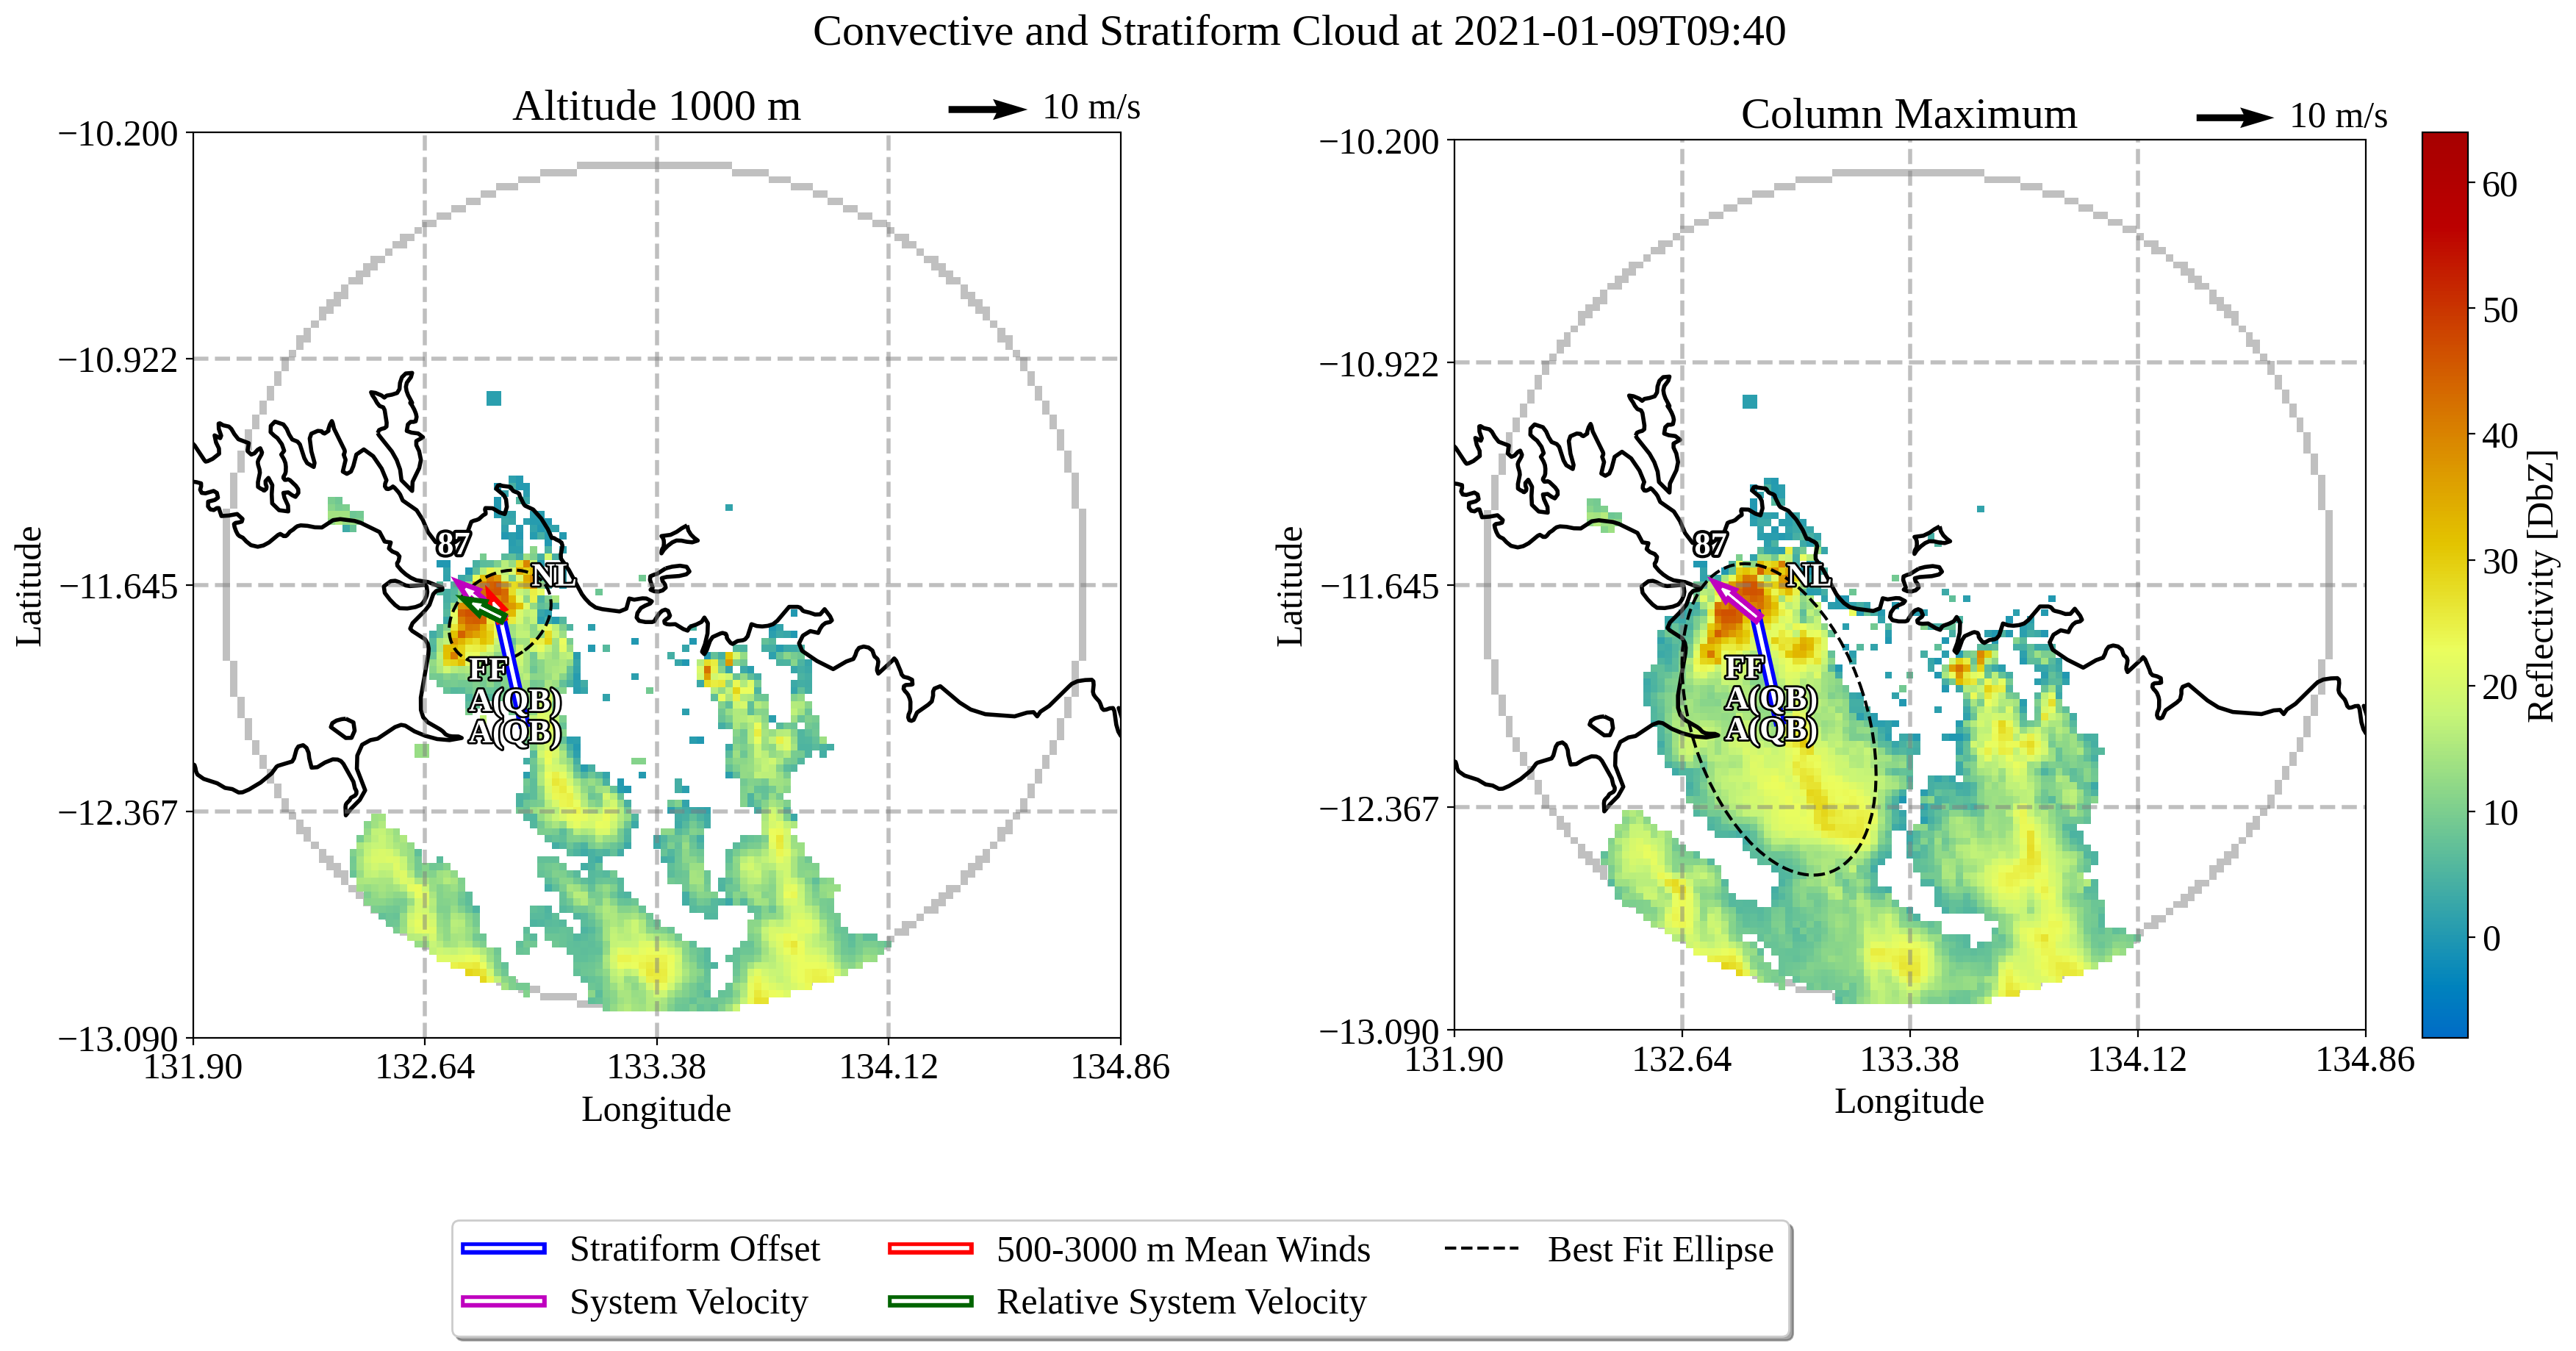 Convective and Stratiform Cloud at 2021-01-09T09:40
Altitude 1000 m
10 m/s
−10.200
−10.922
−11.645
−12.367
−13.090
Latitude
131.90
132.64
133.38
134.12
134.86
Longitude
87
NL
FF
A(QB)
A(QB)
Column Maximum
10 m/s
−10.200
−10.922
−11.645
−12.367
−13.090
Latitude
131.90
132.64
133.38
134.12
134.86
Longitude
87
NL
FF
A(QB)
A(QB)
60
50
40
30
20
10
0
Reflectivity [DbZ]
Stratiform Offset
500-3000 m Mean Winds
Best Fit Ellipse
System Velocity
Relative System Velocity